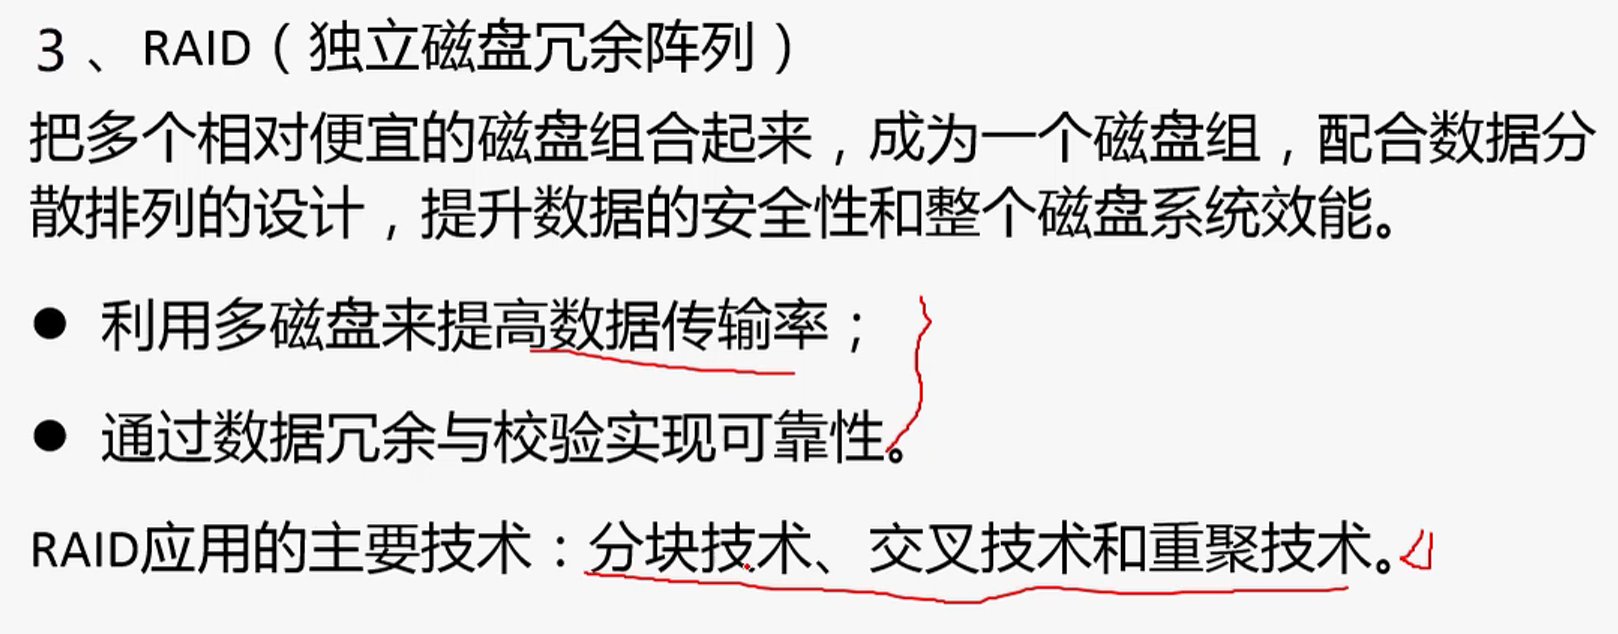 3、RAID（独立磁盘冗余阵列）
把多个相对便宜的磁盘组合起来，成为一个磁盘组，配合数据分
散排列的设计，提升数据的安全性和整个磁盘系统效能。
● 利用多磁盘来提高数据传输率；
● 通过数据冗余与校验实现可靠性。
RAID应用的主要技术：分块技术、交叉技术和重聚技术。